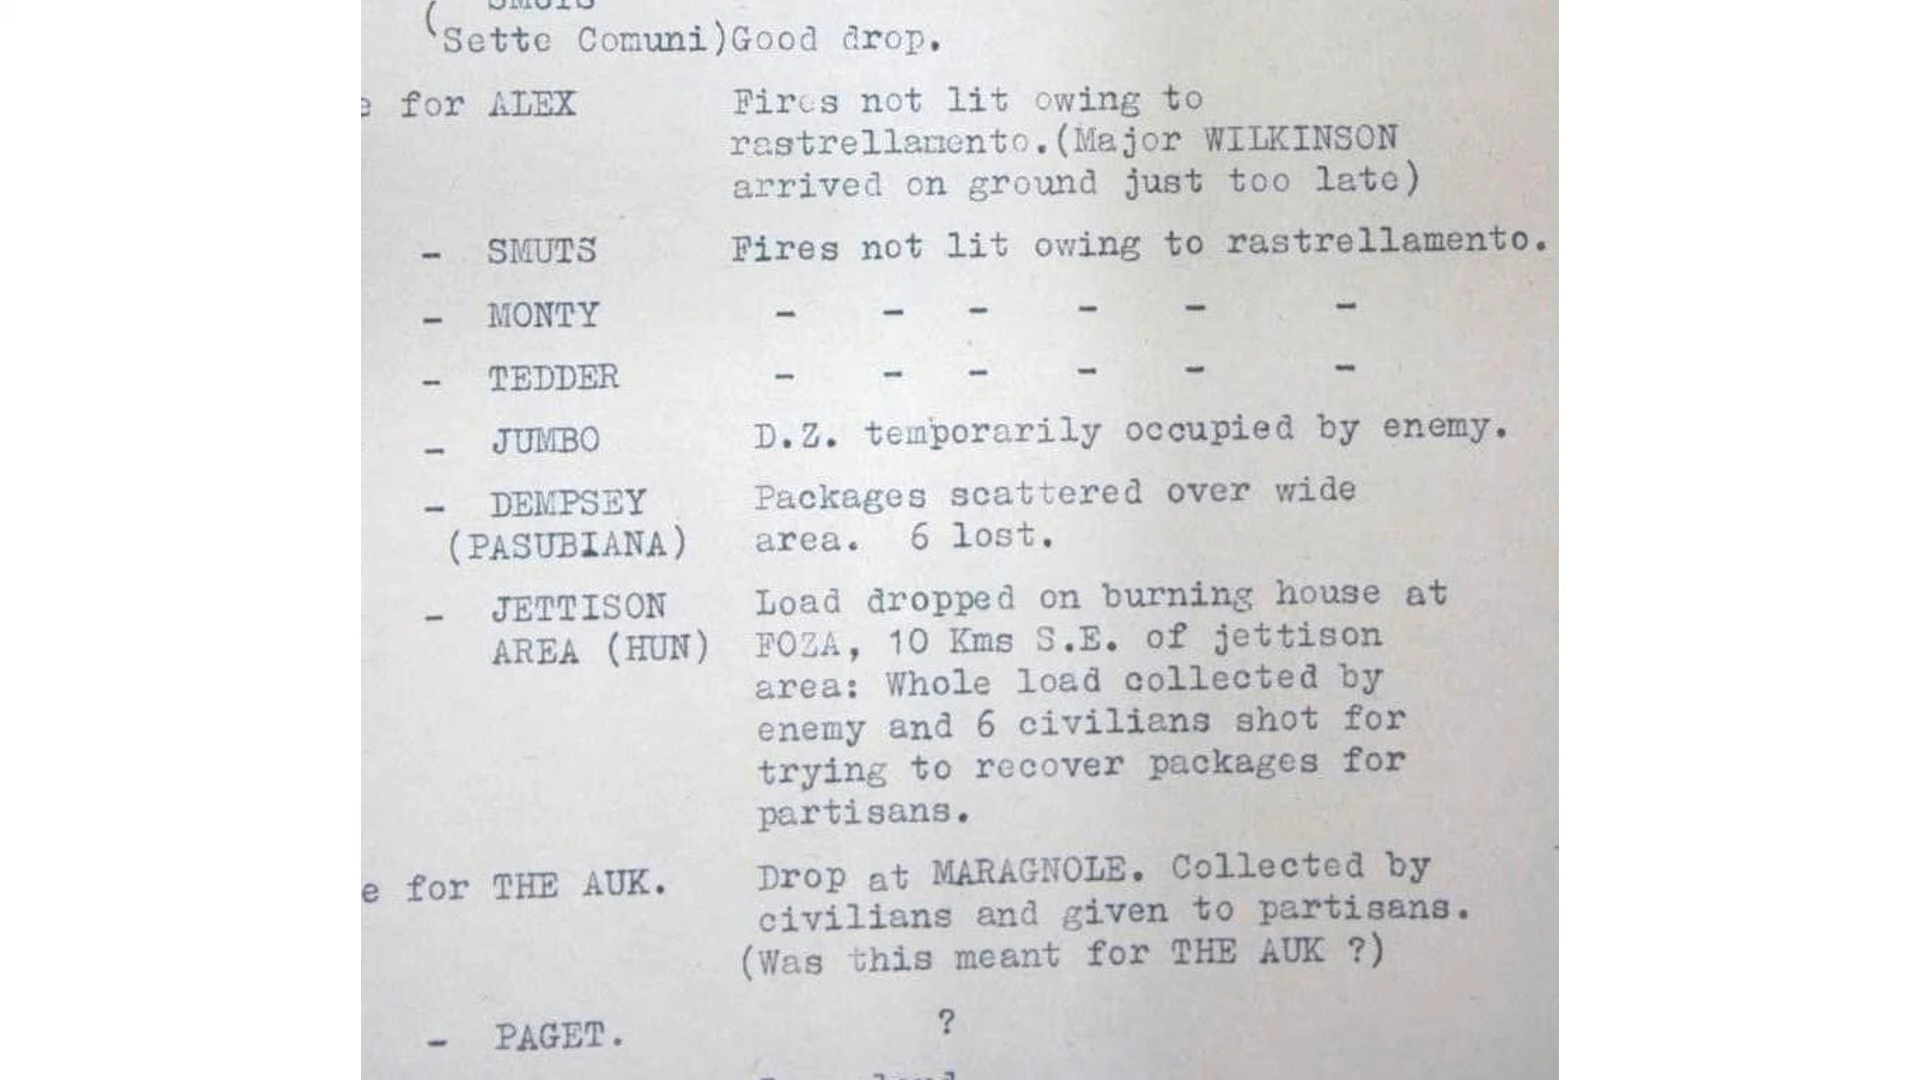 ( SMUTS
(Sette Comuni)Good drop.
e for ALEX Fires not lit owing to
rastrellamento.(Major WILKINSON
arrived on ground just too late)
- SMUTS Fires not lit owing to rastrellamento.
- MONTY - - - - - -
- TEDDER - - - - - -
- JUMBO D.Z. temporarily occupied by enemy.
- DEMPSEY Packages scattered over wide
(PASUBIANA) area. 6 lost.
- JETTISON Load dropped on burning house at
AREA (HUN) FOZA, 10 Kms S.E. of jettison
area: Whole load collected by
enemy and 6 civilians shot for
trying to recover packages for
partisans.
e for THE AUK. Drop at MARAGNOLE. Collected by
civilians and given to partisans.
(Was this meant for THE AUK ?)
- PAGET. ?